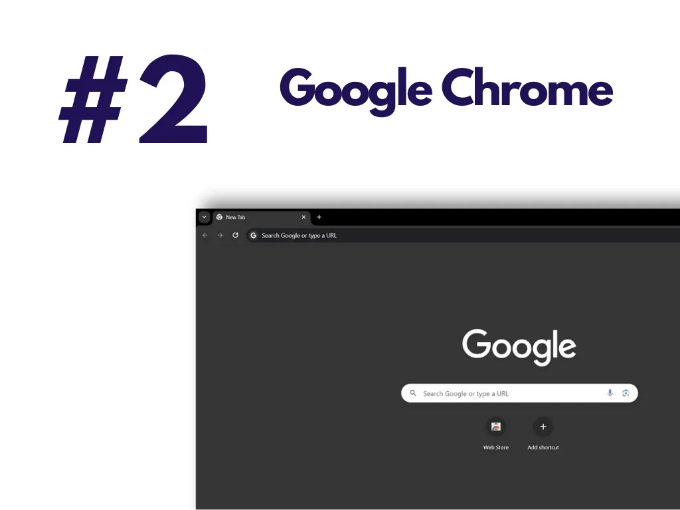 #2
Google Chrome
New Tab
Search Google or type a URL
Google
Search Google or type a URL
Web Store
Add shortcut